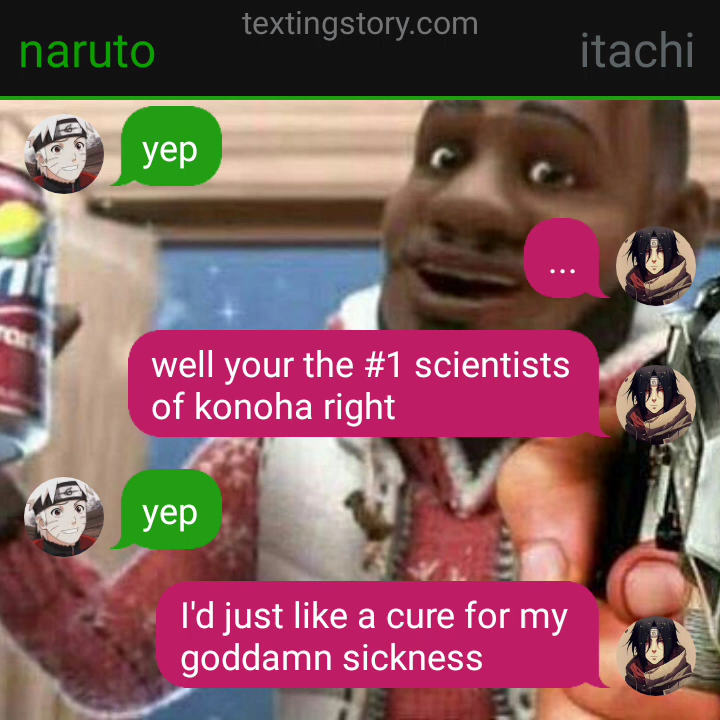 textingstory.com
naruto
itachi
yep
...
well your the #1 scientists
of konoha right
yep
I'd just like a cure for my
goddamn sickness